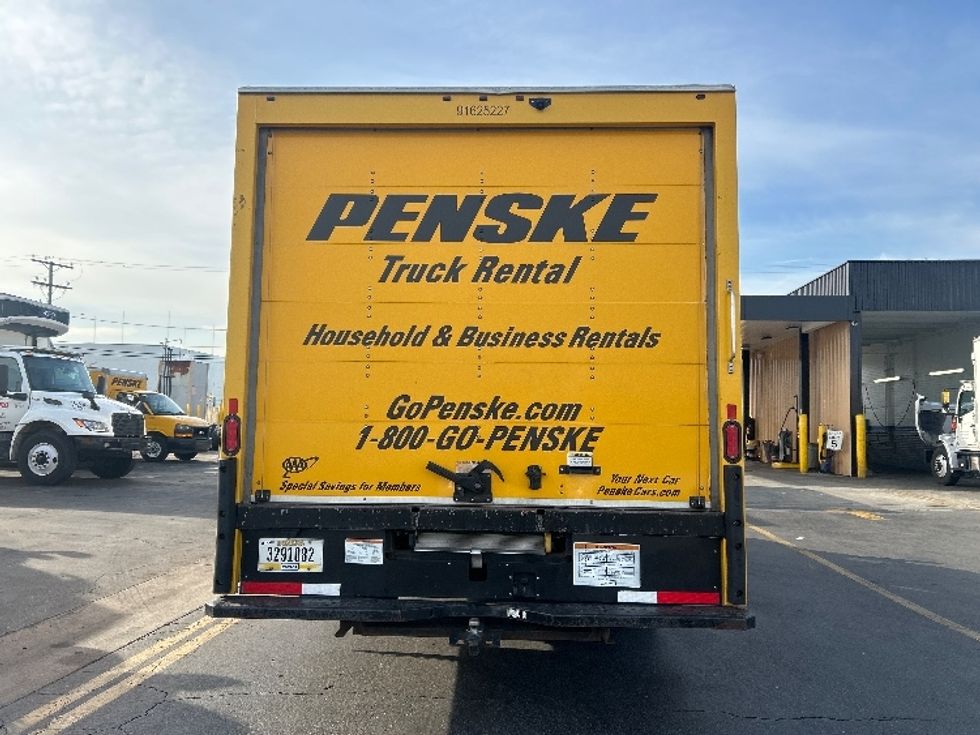 91625227
PENSKE
Truck Rental
Household & Business Rentals
GoPenske.com
1-800-GO-PENSKE
AAA
Special Savings for Members
Your Next Car
PenskeCars.com
3291082
PENSKE
5